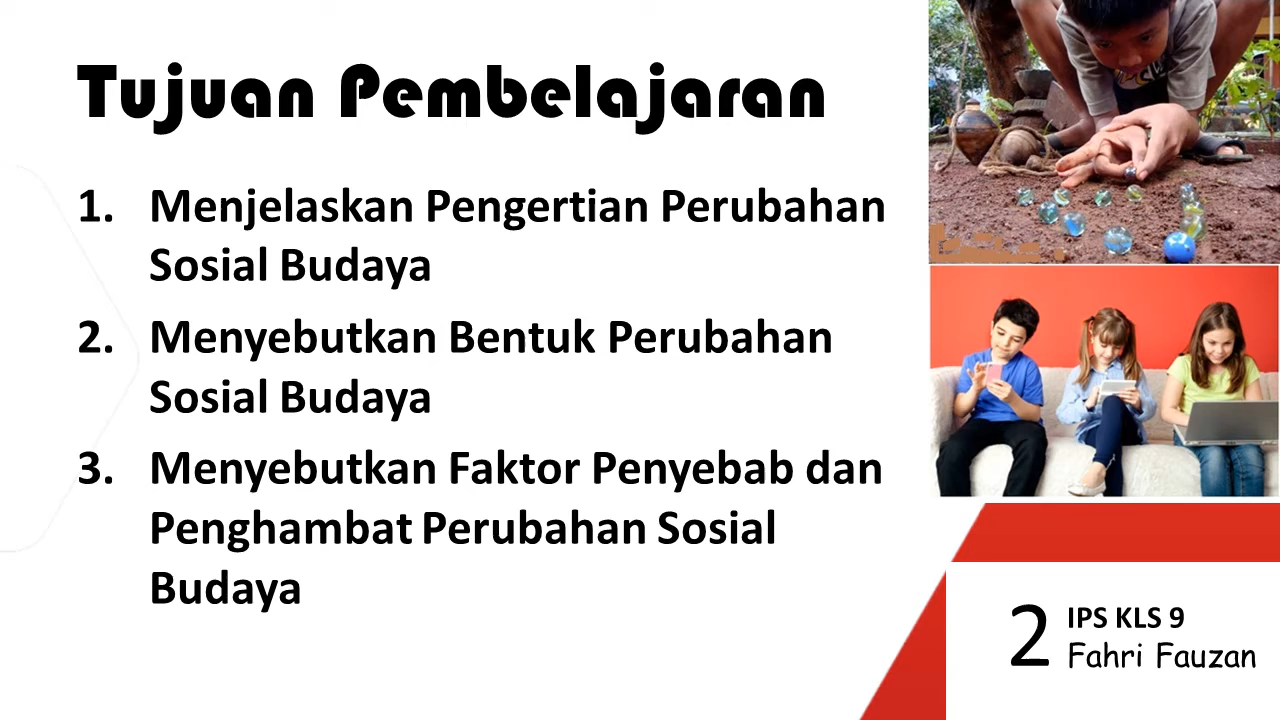 Tujuan Pembelajaran
1. Menjelaskan Pengertian Perubahan
Sosial Budaya
2. Menyebutkan Bentuk Perubahan
Sosial Budaya
3. Menyebutkan Faktor Penyebab dan
Penghambat Perubahan Sosial
Budaya
2
IPS KLS 9
Fahri Fauzan